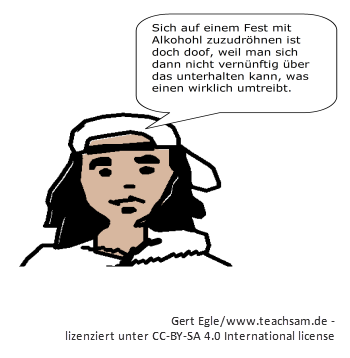 Sich auf einem Fest mit
Alkohohl zuzudröhnen ist
doch doof, weil man sich
dann nicht vernünftig über
das unterhalten kann, was
einen wirklich umtreibt.
Gert Egle/www.teachsam.de -
lizenziert unter CC-BY-SA 4.0 International license